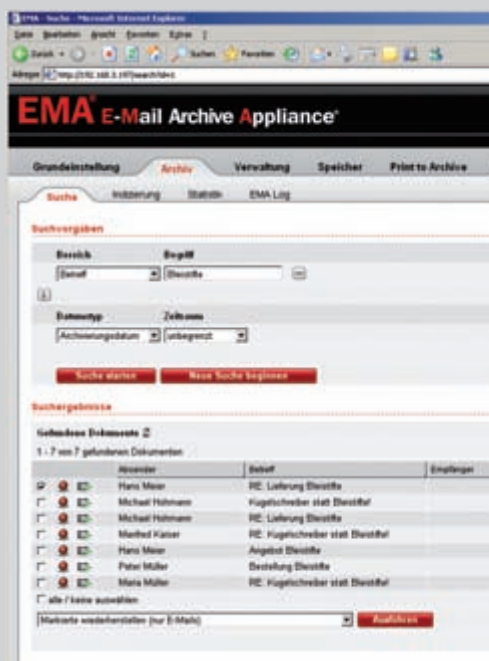 EMA - Suche - Microsoft Internet Explorer
Datei Bearbeiten Ansicht Favoriten Extras ?
Zurück Suchen Favoriten
Adresse
EMA® E-Mail Archive Appliance®
Grundeinstellung Archiv Verwaltung Speicher Print to Archive
Suche Indizierung Statistik EMA Log
Suchvorgaben
Bereich Begriff
Betreff Bleistifte
Datumstyp Zeitraum
Archivierungsdatum unbegrenzt
Suche starten Neue Suche beginnen
Suchergebnisse
Gefundene Dokumente
1 - 7 von 7 gefundenen Dokumenten
Absender Betreff Empfänger
Hans Meier RE: Lieferung Bleistifte
Michael Hohmann Kugelschreiber statt Bleistifte!
Michael Hohmann RE: Lieferung Bleistifte
Manfred Kaiser RE: Kugelschreiber statt Bleistifte!
Hans Meier Angebot Bleistifte
Peter Müller Bestellung Bleistifte
Maria Müller RE: Kugelschreiber statt Bleistifte!
alle / keine auswählen
Markierte wiederherstellen (nur E-Mails) Ausführen